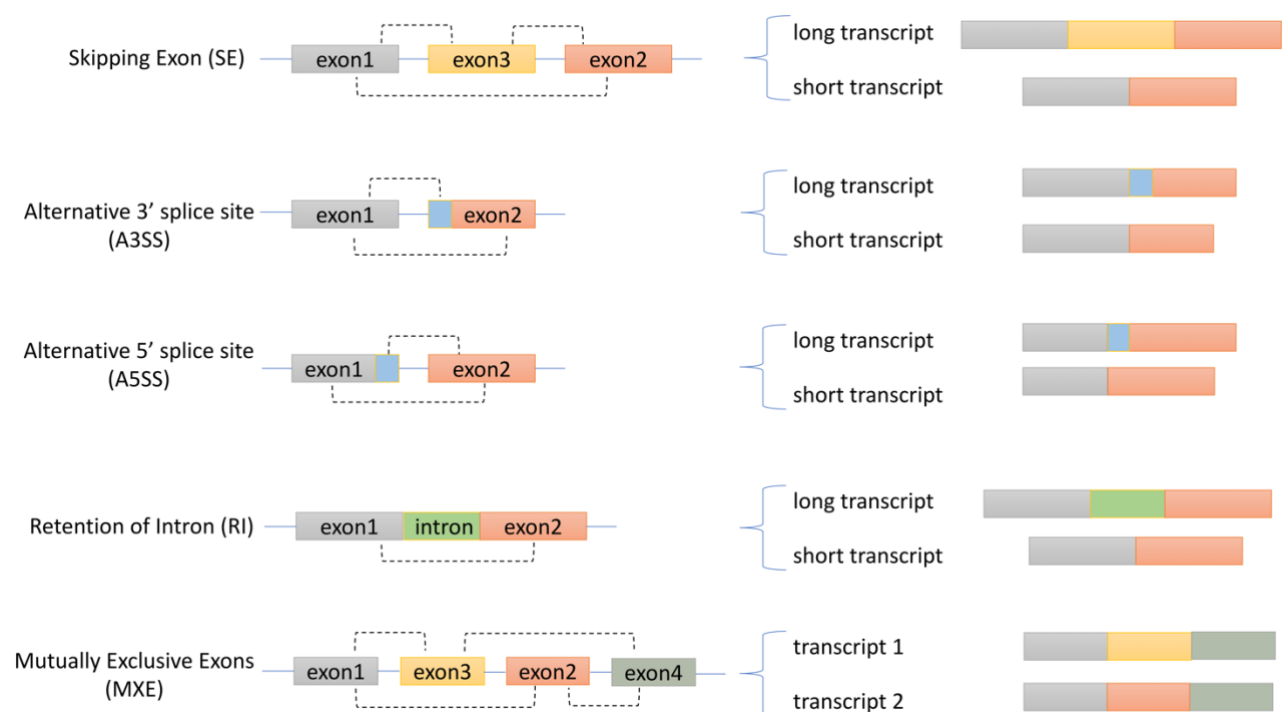 Skipping Exon (SE)
exon1
exon3
exon2
long transcript
short transcript
Alternative 3’ splice site
(A3SS)
exon1
exon2
long transcript
short transcript
Alternative 5’ splice site
(A5SS)
exon1
exon2
long transcript
short transcript
Retention of Intron (RI)
exon1
intron
exon2
long transcript
short transcript
Mutually Exclusive Exons
(MXE)
exon1
exon3
exon2
exon4
transcript 1
transcript 2